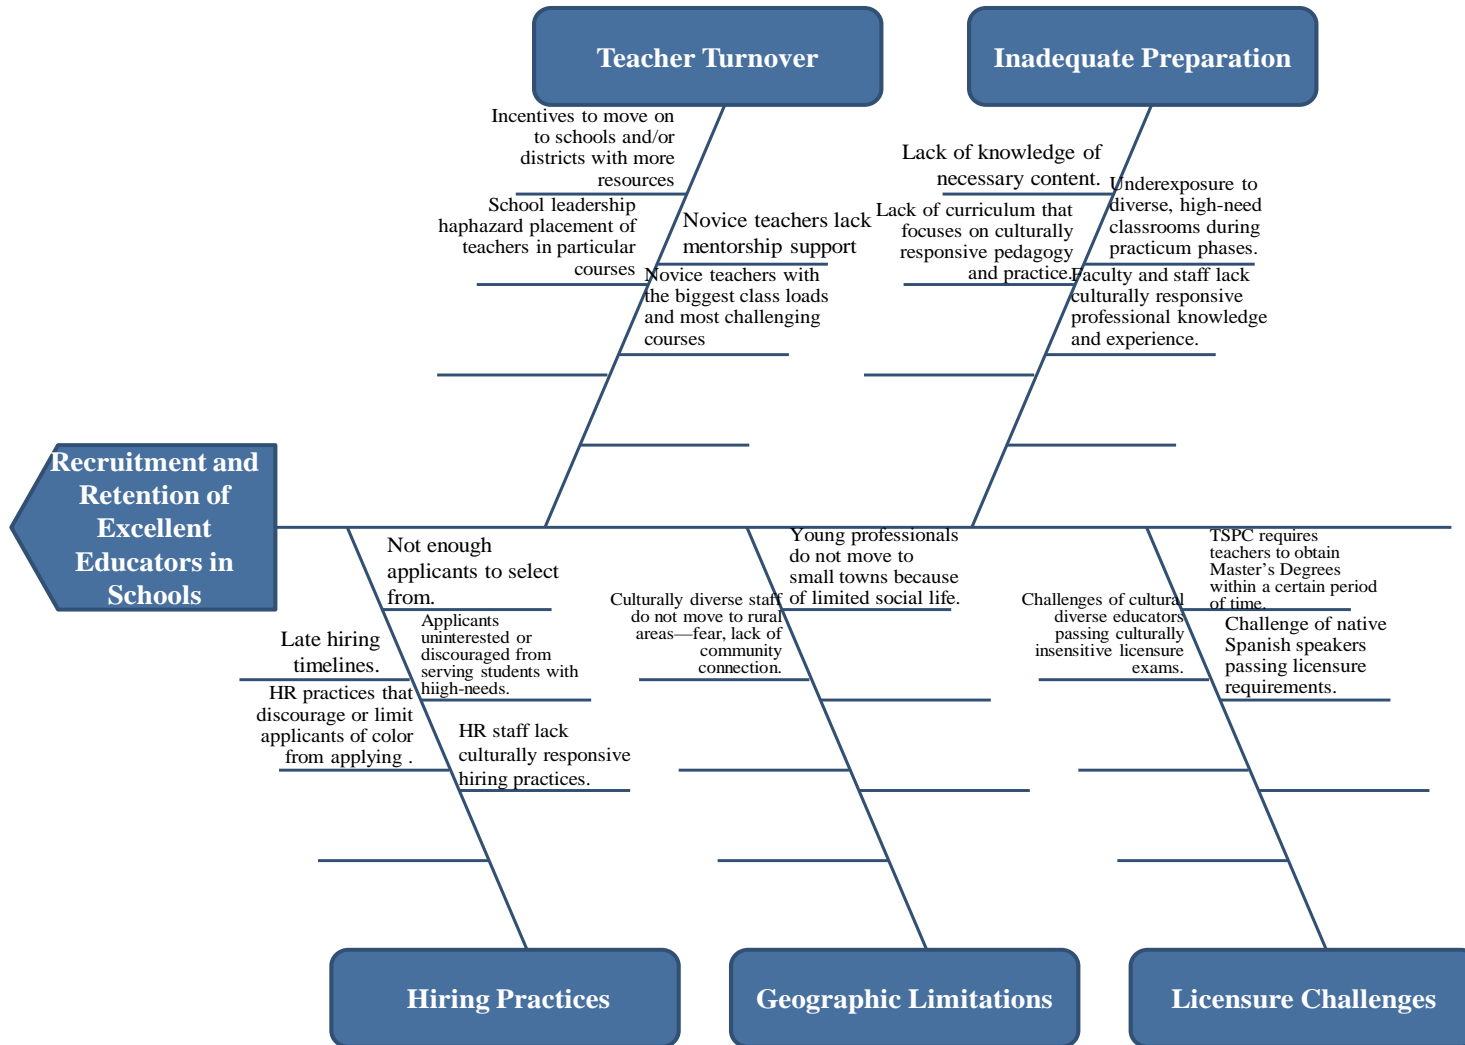 Teacher Turnover
Inadequate Preparation
Incentives to move on
to schools and/or
districts with more
resources
School leadership
haphazard placement of
teachers in particular
courses
Novice teachers lack
mentorship support
Novice teachers with
the biggest class loads
and most challenging
courses
Lack of knowledge of
necessary content.
Lack of curriculum that
focuses on culturally
responsive pedagogy
and practice.
Underexposure to
diverse, high-need
classrooms during
practicum phases.
Faculty and staff lack
culturally responsive
professional knowledge
and experience.
Recruitment and
Retention of
Excellent
Educators in
Schools
Not enough
applicants to select
from.
Late hiring
timelines.
Applicants
uninterested or
discouraged from
serving students with
hiigh-needs.
HR practices that
discourage or limit
applicants of color
from applying .
HR staff lack
culturally responsive
hiring practices.
Young professionals
do not move to
small towns because
of limited social life.
Culturally diverse staff
do not move to rural
areas—fear, lack of
community
connection.
TSPC requires
teachers to obtain
Master’s Degrees
within a certain period
of time.
Challenges of cultural
diverse educators
passing culturally
insensitive licensure
exams.
Challenge of native
Spanish speakers
passing licensure
requirements.
Hiring Practices
Geographic Limitations
Licensure Challenges